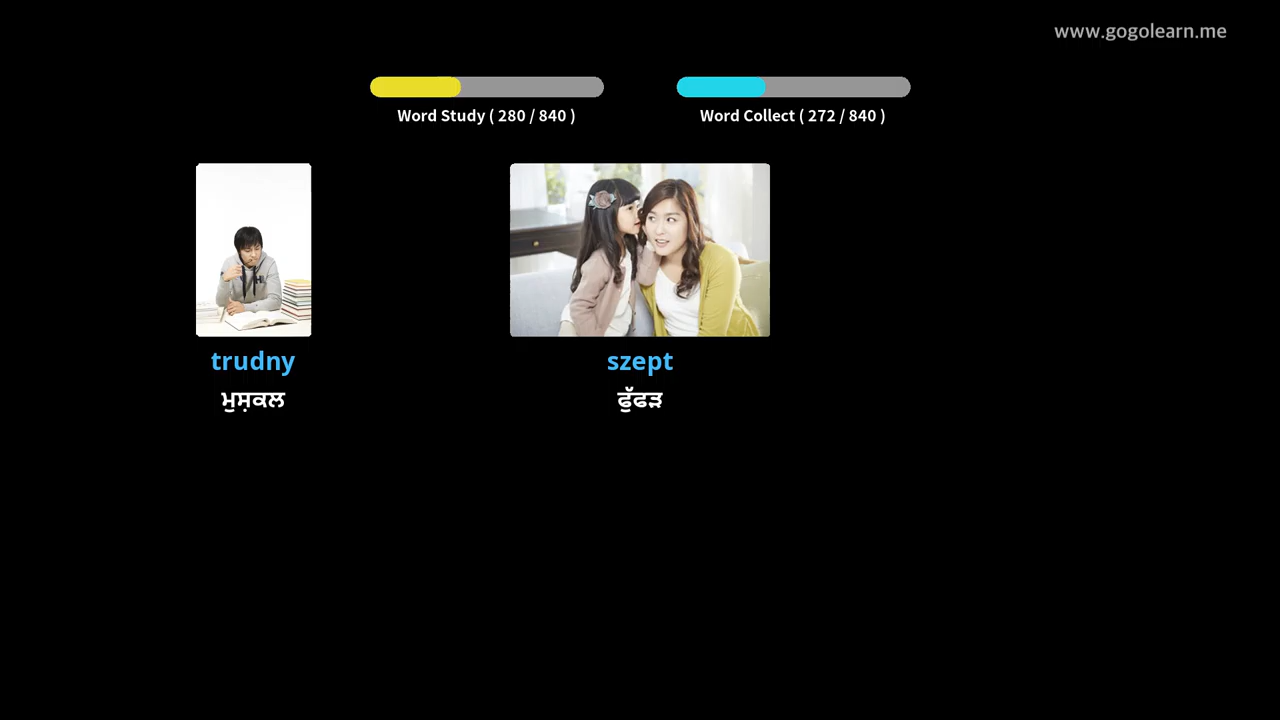 www.gogolearn.me
Word Study ( 280 / 840 )
Word Collect ( 272 / 840 )
trudny
szept
ਮੁਸ਼ਕਲ
ਫੁੱਫੜ